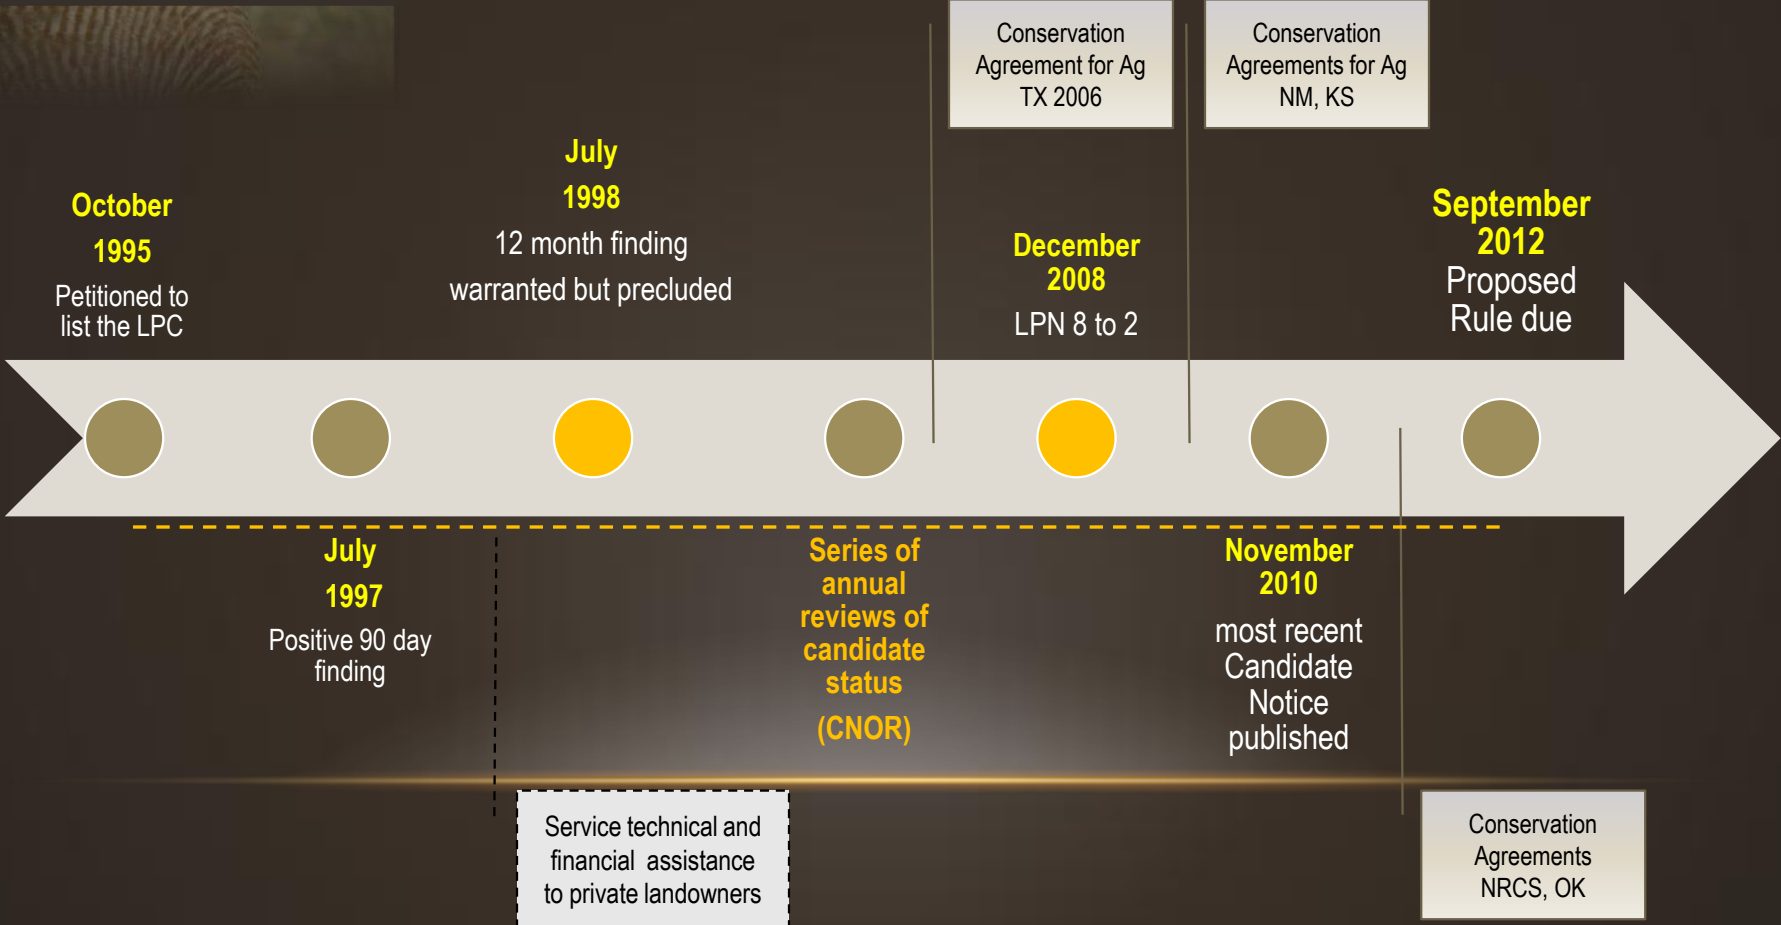 Conservation
Agreement for Ag
TX 2006
Conservation
Agreements for Ag
NM, KS
October
1995
Petitioned to
list the LPC
July
1998
12 month finding
warranted but precluded
December
2008
LPN 8 to 2
September
2012
Proposed
Rule due
July
1997
Positive 90 day
finding
Series of
annual
reviews of
candidate
status
(CNOR)
November
2010
most recent
Candidate
Notice
published
Service technical and
financial assistance
to private landowners
Conservation
Agreements
NRCS, OK